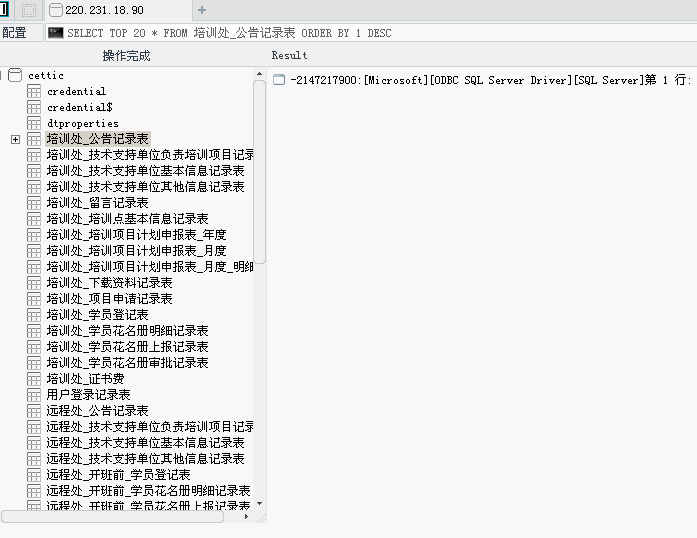 220.231.18.90
配置
SELECT TOP 20 * FROM 培训处_公告记录表 ORDER BY 1 DESC
操作完成
Result
cettic
-2147217900:[Microsoft][ODBC SQL Server Driver][SQL Server]第 1 行:
credential
credential$
dtproperties
培训处_公告记录表
培训处_技术支持单位负责培训项目记录
培训处_技术支持单位基本信息记录表
培训处_技术支持单位其他信息记录表
培训处_留言记录表
培训处_培训点基本信息记录表
培训处_培训项目计划申报表_年度
培训处_培训项目计划申报表_月度
培训处_培训项目计划申报表_月度_明细
培训处_下载资料记录表
培训处_项目申请记录表
培训处_学员登记表
培训处_学员花名册明细记录表
培训处_学员花名册上报记录表
培训处_学员花名册审批记录表
培训处_证书费
用户登录记录表
远程处_公告记录表
远程处_技术支持单位负责培训项目记录
远程处_技术支持单位基本信息记录表
远程处_技术支持单位其他信息记录表
远程处_开班前_学员登记表
远程处_开班前_学员花名册明细记录表
远程处_开班前_学员花名册上报记录表